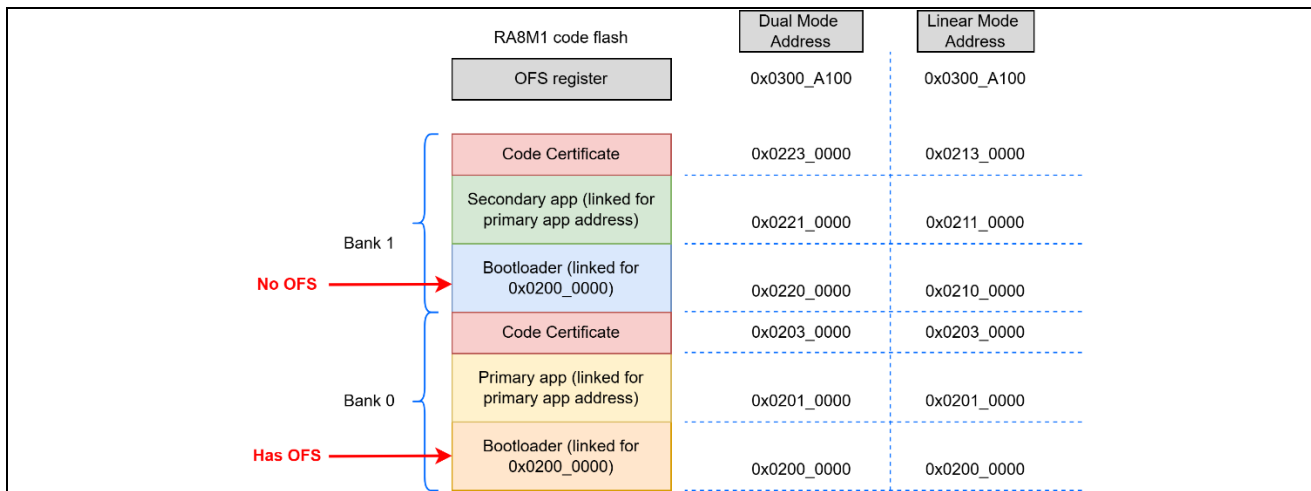 Dual Mode
Address
Linear Mode
Address
RA8M1 code flash
OFS register
0x0300_A100
0x0300_A100
Code Certificate
0x0223_0000
0x0213_0000
Secondary app (linked for
primary app address)
0x0221_0000
0x0211_0000
Bank 1
No OFS
Bootloader (linked for
0x0200_0000)
0x0220_0000
0x0210_0000
Code Certificate
0x0203_0000
0x0203_0000
Primary app (linked for
primary app address)
0x0201_0000
0x0201_0000
Bank 0
Has OFS
Bootloader (linked for
0x0200_0000)
0x0200_0000
0x0200_0000